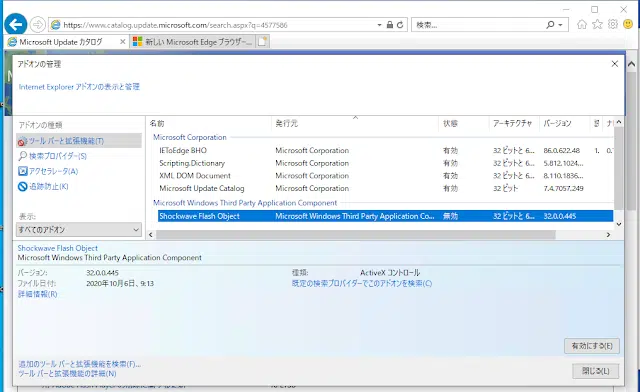 https://www.catalog.update.microsoft.com/search.aspx?q=4577586
検索...
Microsoft Update カタログ
新しい Microsoft Edge ブラウザー...
アドオンの管理
Internet Explorer アドオンの表示と管理
アドオンの種類
ツール バーと拡張機能(T)
検索プロバイダー(S)
アクセラレータ(A)
追跡防止(K)
表示:
すべてのアドオン
名前 発行元 状態 アーキテクチャ バージョン
Microsoft Corporation
IEToEdge BHO Microsoft Corporation 有効 32 ビットと 6... 86.0.622.48 1.
Scripting.Dictionary Microsoft Corporation 有効 32 ビットと 6... 5.812.1024...
XML DOM Document Microsoft Corporation 有効 32 ビットと 6... 8.110.1836...
Microsoft Update Catalog Microsoft Corporation 有効 32 ビット 7.4.7057.249
Microsoft Windows Third Party Application Component
Shockwave Flash Object Microsoft Windows Third Party Application Co... 無効 32 ビットと 6... 32.0.0.445
Shockwave Flash Object
Microsoft Windows Third Party Application Component
バージョン: 32.0.0.445 種類: ActiveX コントロール
ファイル日付: 2020年10月6日、9:13 既定の検索プロバイダーでこのアドオンを検索(C)
詳細情報(R)
有効にする(E)
追加のツール バーと拡張機能を検索(F)...
ツール バーと拡張機能の詳細(N)
閉じる(L)